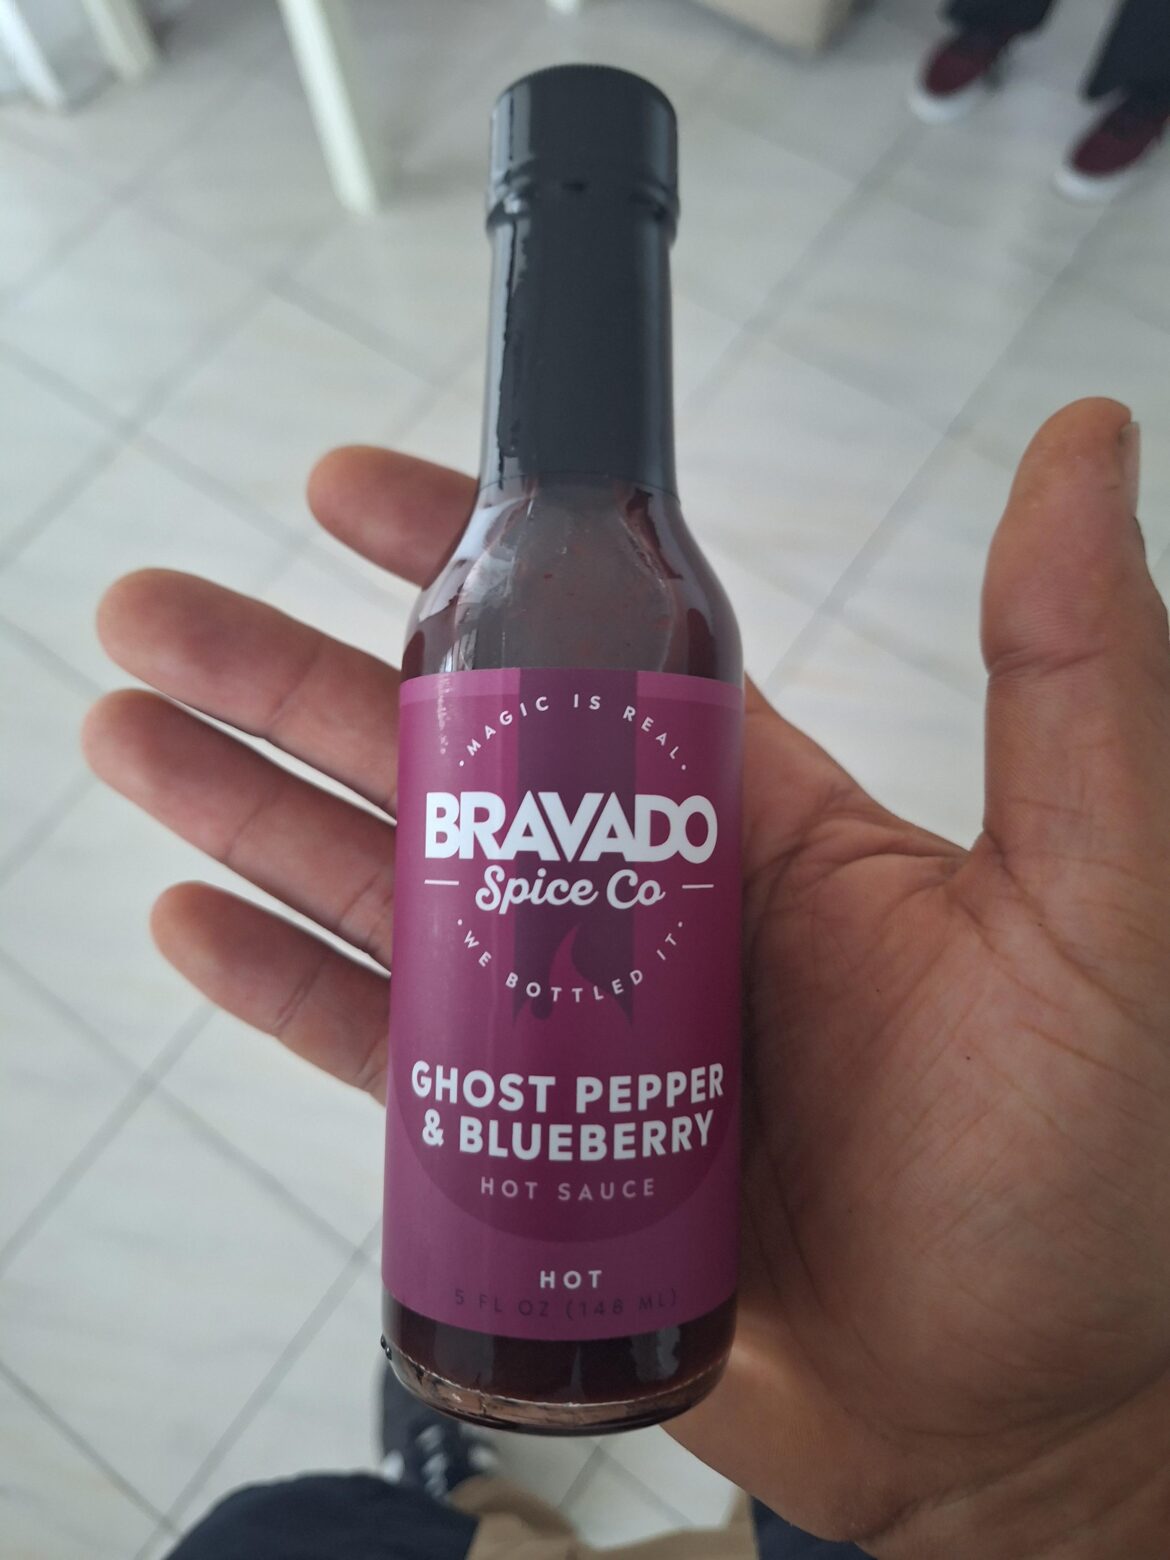 · MAGIC IS REAL ·
BRAVADO
Spice Co
· WE BOTTLED IT ·
GHOST PEPPER
& BLUEBERRY
HOT SAUCE
HOT
5 FL OZ (148 ML)